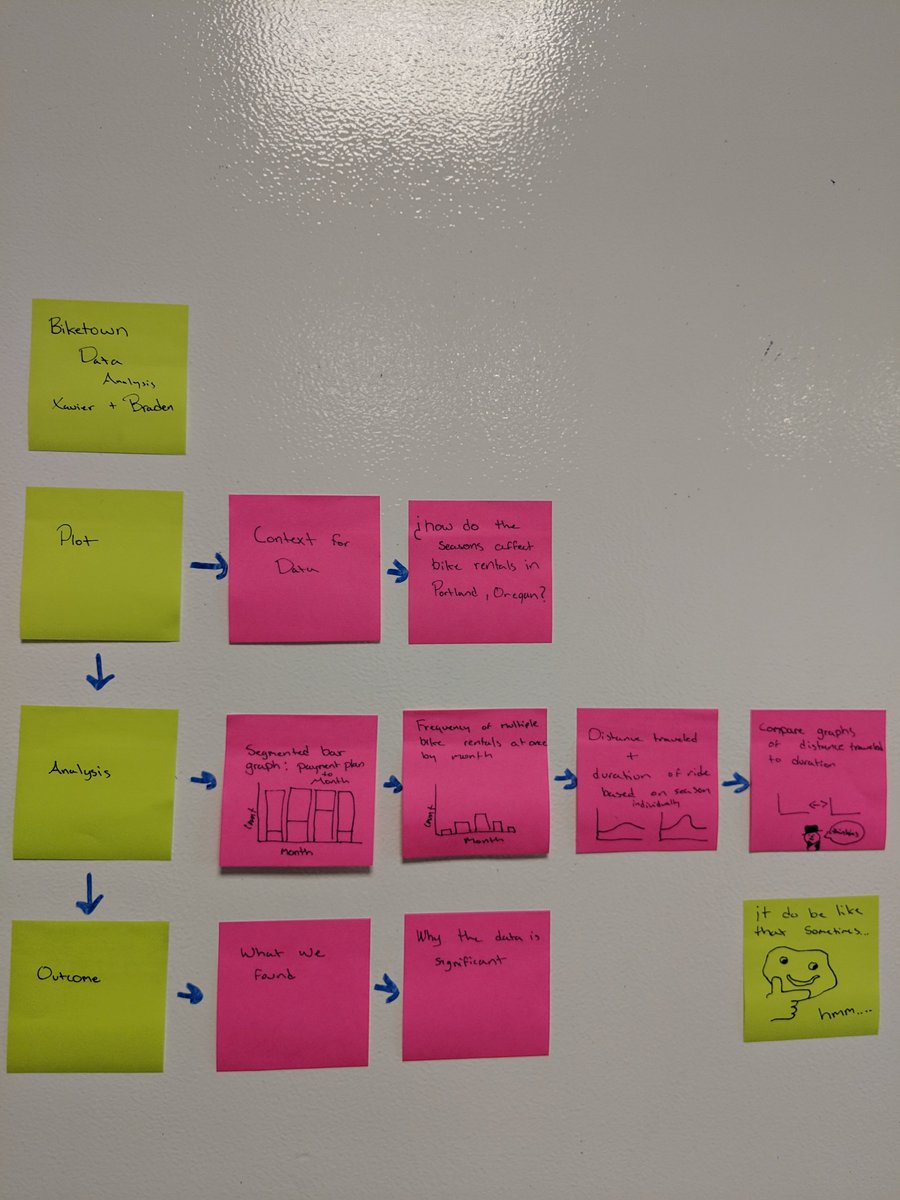 Biketown
Data
Analysis
Xavier + Braden
Plot
Context for
Data
¿how do the
seasons affect
bike rentals in
Portland, Oregan?
Analysis
Segmented bar
graph: payment plan
to
Month
Count
Month
Frequency of multiple
bike rentals at once
by month
Count
Month
Distance traveled
+
duration of ride
based on season
individually
Compare graphs
of distance traveled
to duration
Outcome
What we
found
Why the data is
significant
it do be like
that sometimes...
hmm....